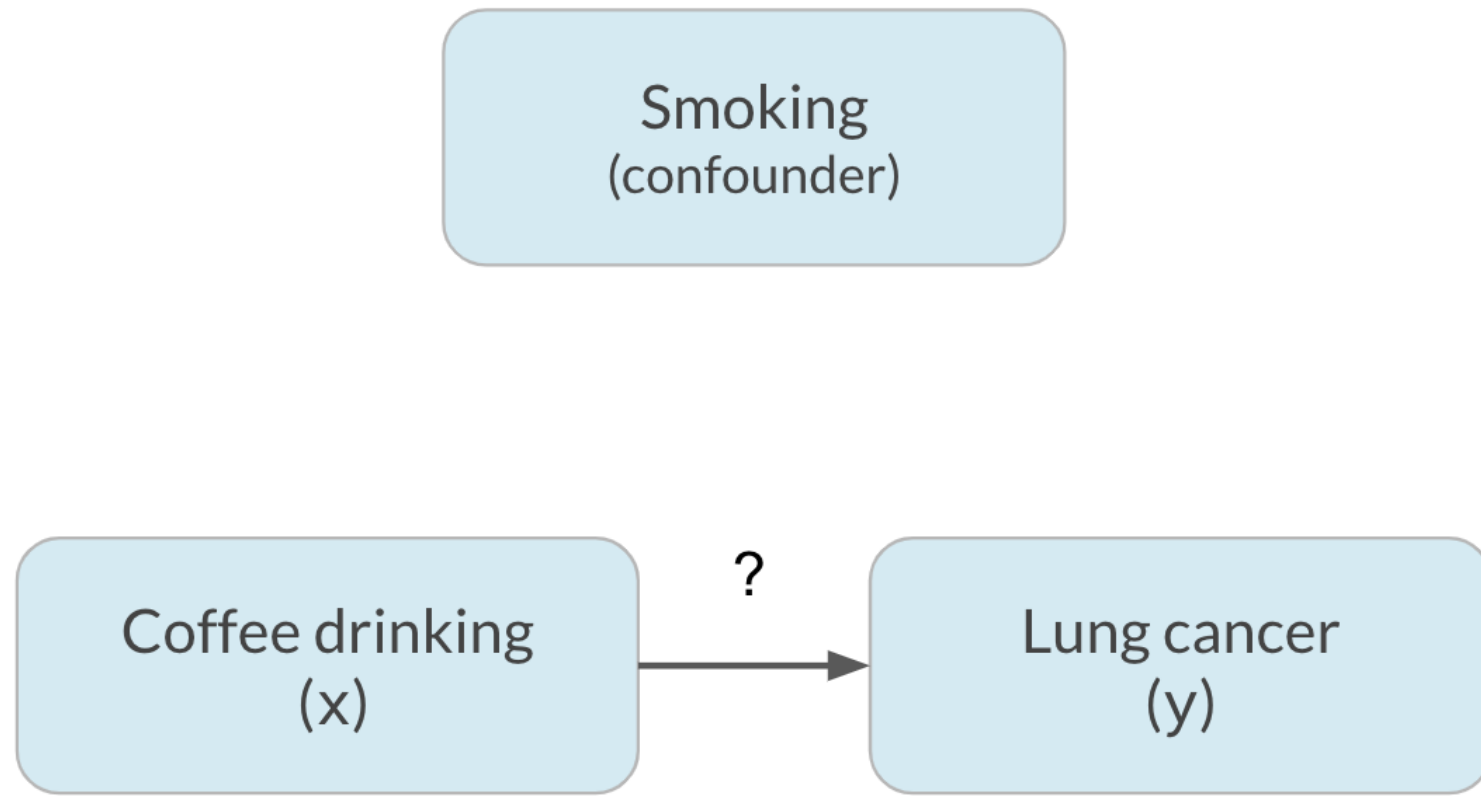 Smoking
(confounder)
?
Coffee drinking
(x)
Lung cancer
(y)